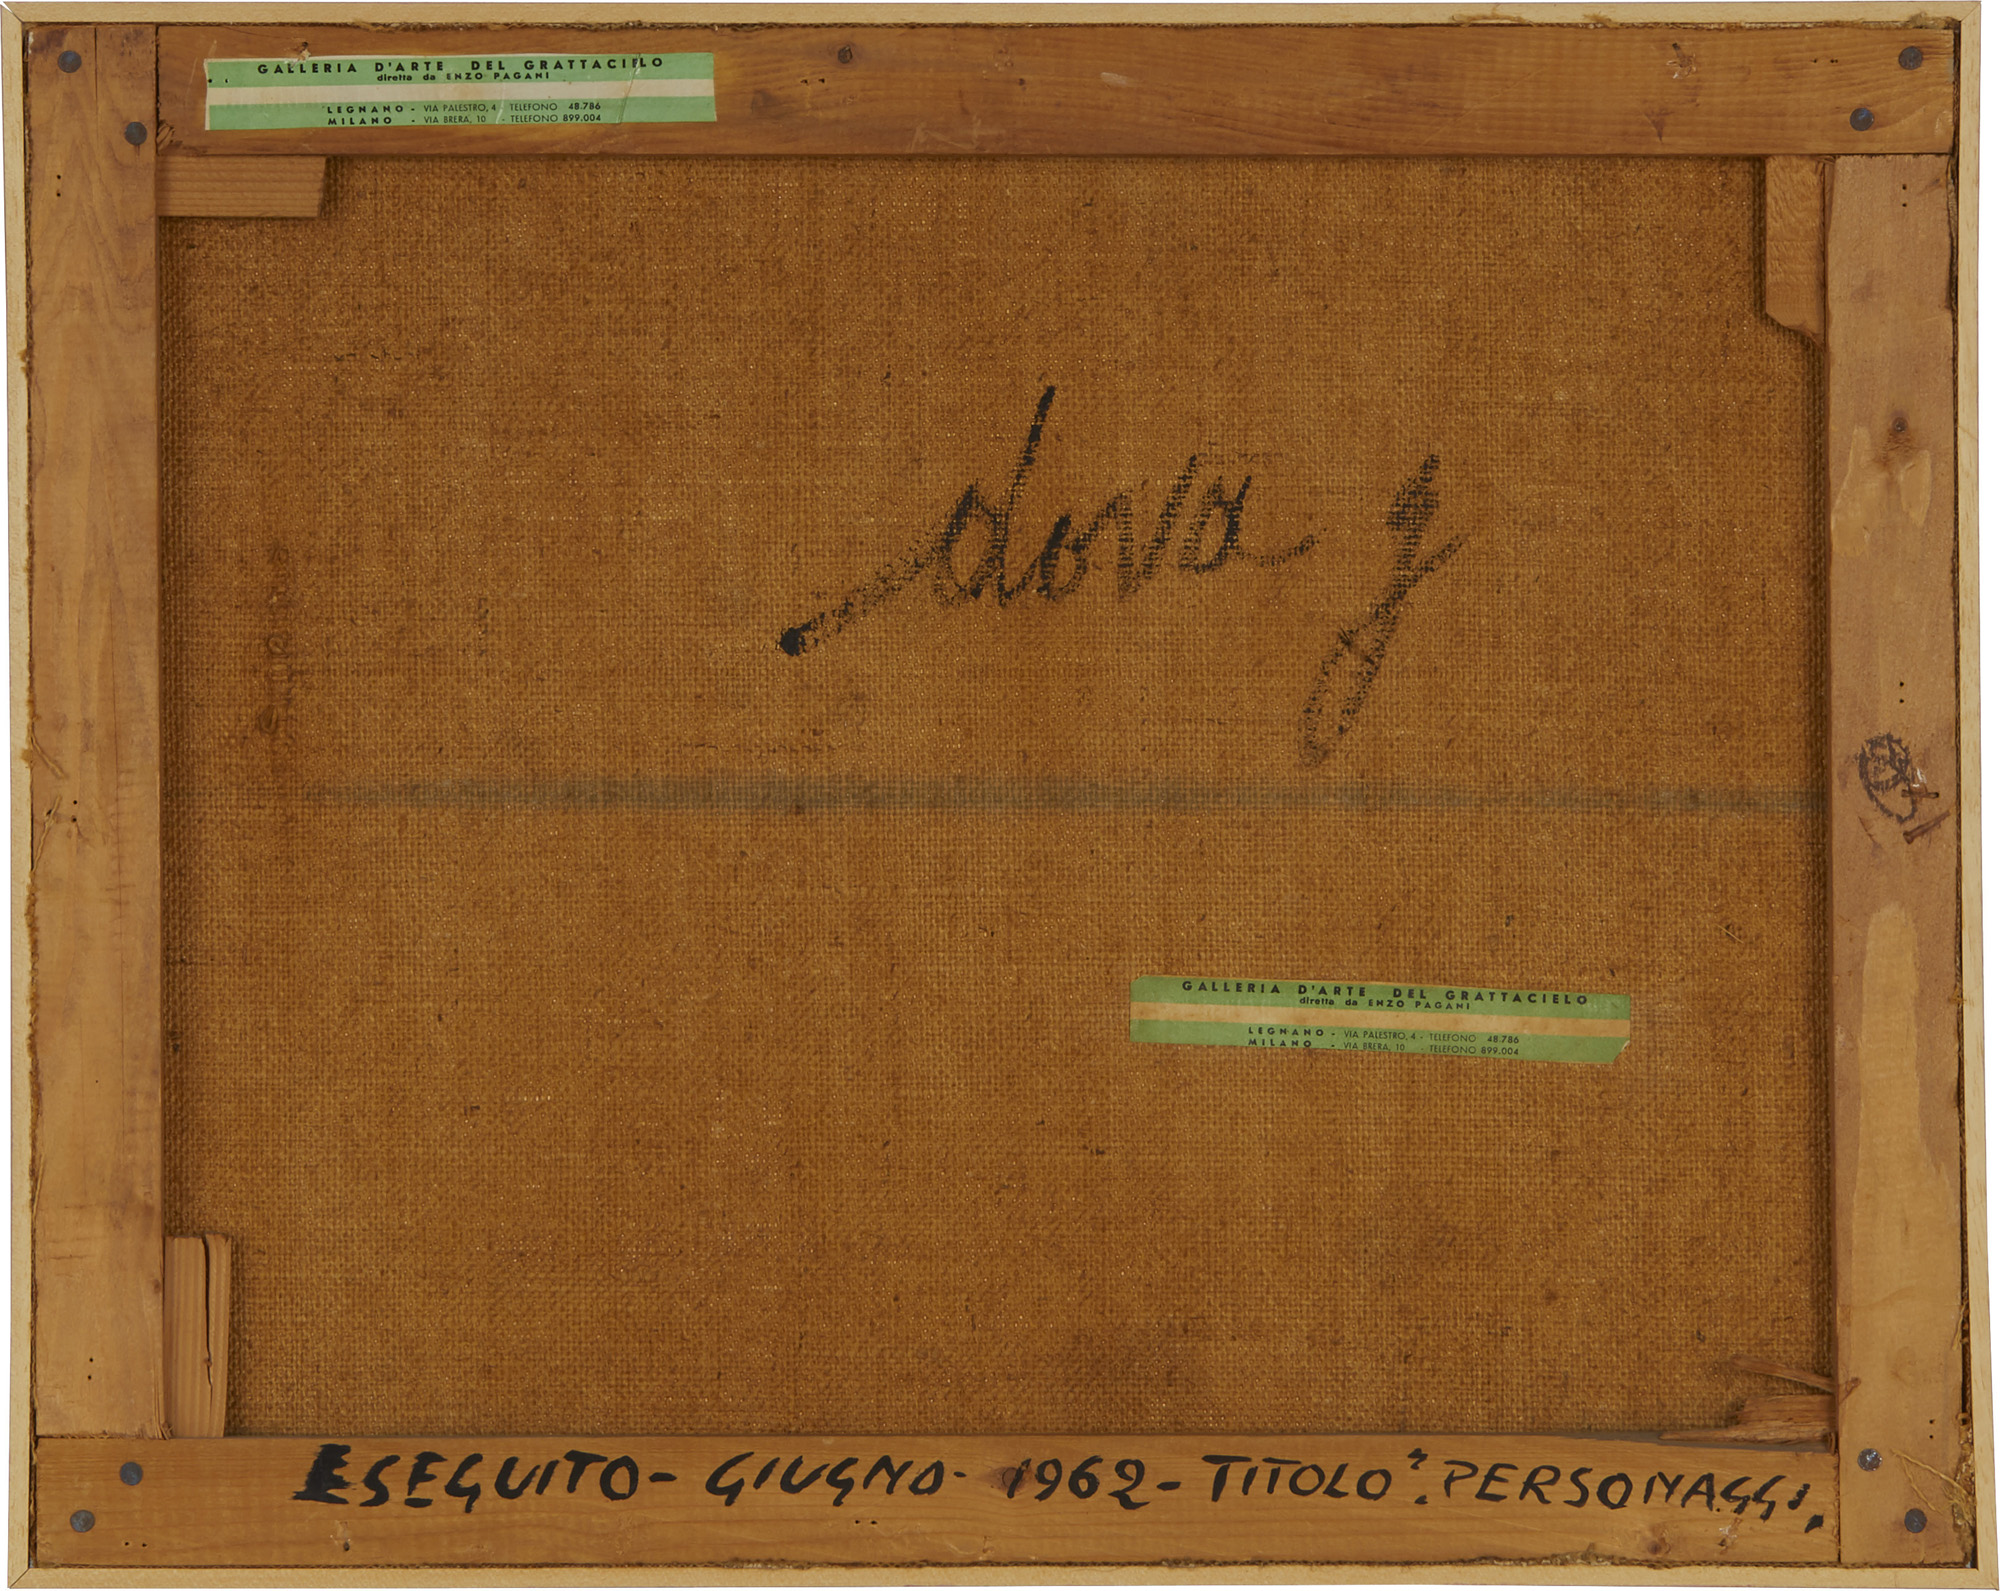 GALLERIA D'ARTE DEL GRATTACIELO
diretta da ENZO PAGANI
LEGNANO - VIA PALESTRO, 4 - TELEFONO 48.786
MILANO - VIA BRERA, 10 - TELEFONO 899.004
dova g
GALLERIA D'ARTE DEL GRATTACIELO
diretta da ENZO PAGANI
LEGNANO - VIA PALESTRO, 4 - TELEFONO 48.786
MILANO - VIA BRERA, 10 - TELEFONO 899.004
ESEGUITO - GIUGNO - 1962 - TITOLO ": PERSONAGGI,